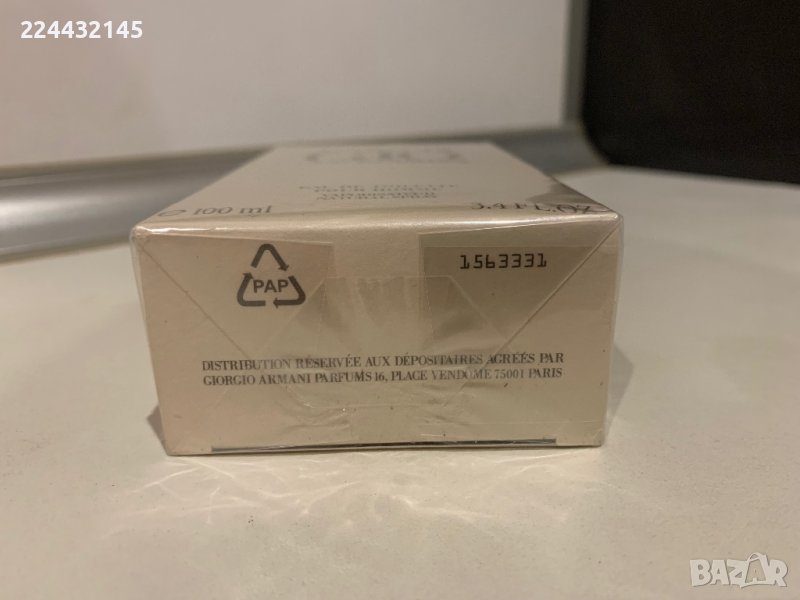 224432145
100 ml
3.4 FL.OZ
PAP
1563331
DISTRIBUTION RÉSERVÉE AUX DÉPOSITAIRES AGRÉÉS PAR
GIORGIO ARMANI PARFUMS 16, PLACE VENDOME 75001 PARIS
BAZAR